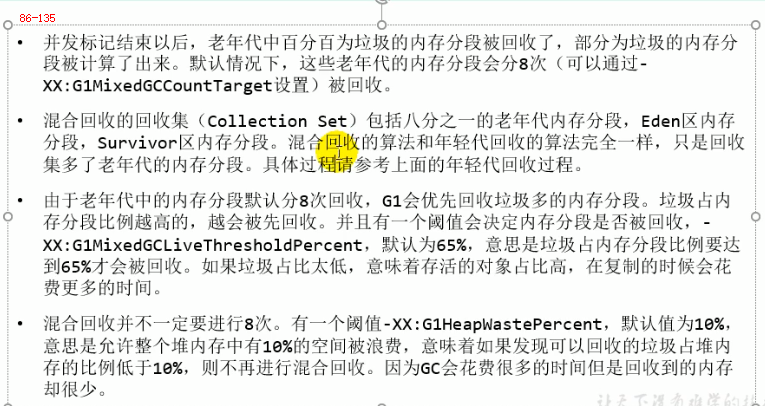 86-135
• 并发标记结束以后，老年代中百分百为垃圾的内存分段被回收了，部分为垃圾的内存分
段被计算了出来。默认情况下，这些老年代的内存分段会分8次（可以通过-
XX:G1MixedGCCountTarget设置）被回收。
• 混合回收的回收集（Collection Set）包括八分之一的老年代内存分段，Eden区内存
分段，Survivor区内存分段。混合回收的算法和年轻代回收的算法完全一样，只是回收
集多了老年代的内存分段。具体过程请参考上面的年轻代回收过程。
• 由于老年代中的内存分段默认分8次回收，G1会优先回收垃圾多的内存分段。垃圾占内
存分段比例越高的，越会被先回收。并且有一个阈值会决定内存分段是否被回收，-
XX:G1MixedGCLiveThresholdPercent，默认为65%，意思是垃圾占内存分段比例要达
到65%才会被回收。如果垃圾占比太低，意味着存活的对象占比高，在复制的时候会花
费更多的时间。
• 混合回收并不一定要进行8次。有一个阈值-XX:G1HeapWastePercent，默认值为10%，
意思是允许整个堆内存中有10%的空间被浪费，意味着如果发现可以回收的垃圾占堆内
存的比例低于10%，则不再进行混合回收。因为GC会花费很多的时间但是回收到的内存
却很少。